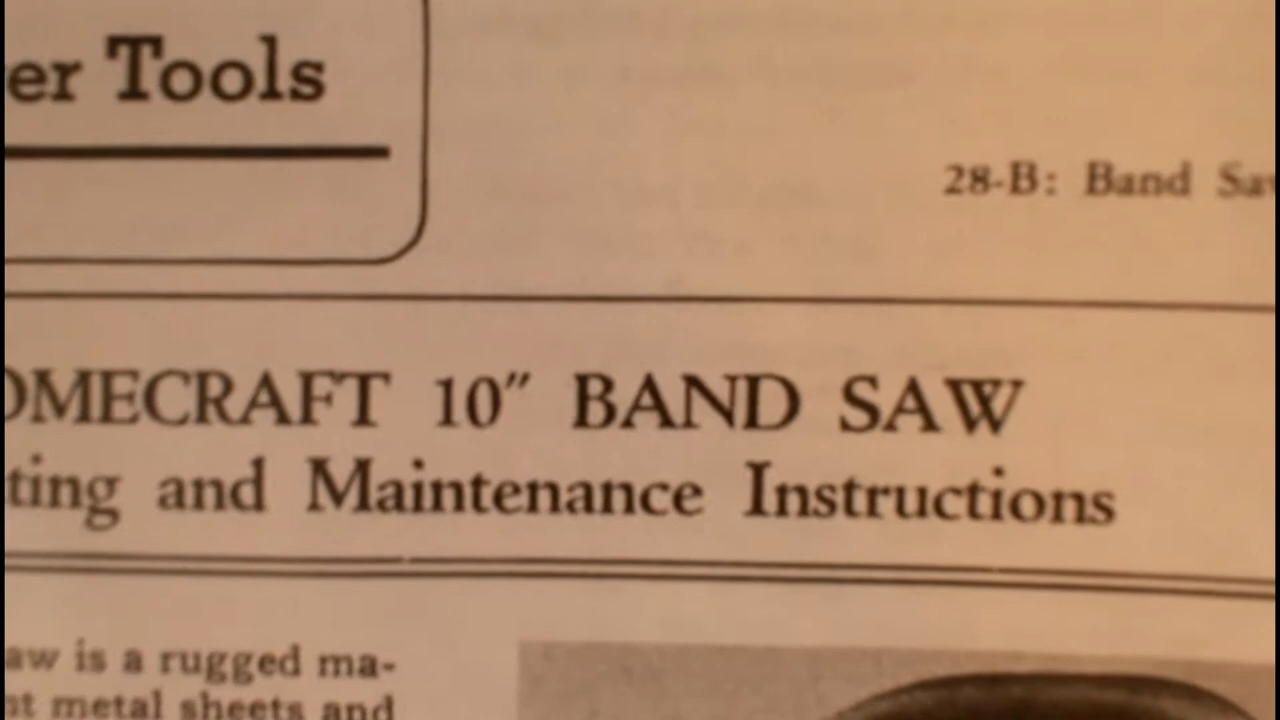 er Tools
28-B: Band Sa
OMECRAFT 10" BAND SAW
ting and Maintenance Instructions
aw is a rugged ma-
nt metal sheets and